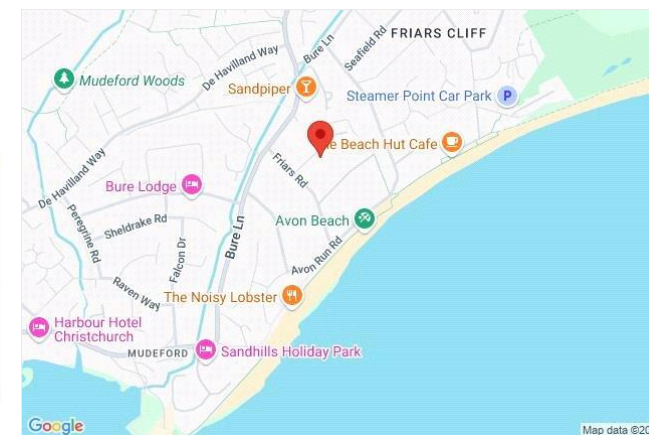 FRIARS CLIFF
De Havilland Way
Bure Ln
Seafield Rd
Mudeford Woods
Sandpiper
Steamer Point Car Park
P
e Beach Hut Cafe
De Havilland Way
Friars Rd
Bure Lodge
Peregrine Rd
Sheldrake Rd
Falcon Dr
Bure Ln
Avon Beach
Avon Run Rd
Raven Way
The Noisy Lobster
Harbour Hotel
Christchurch
MUDEFORD
Sandhills Holiday Park
Google
Map data ©20